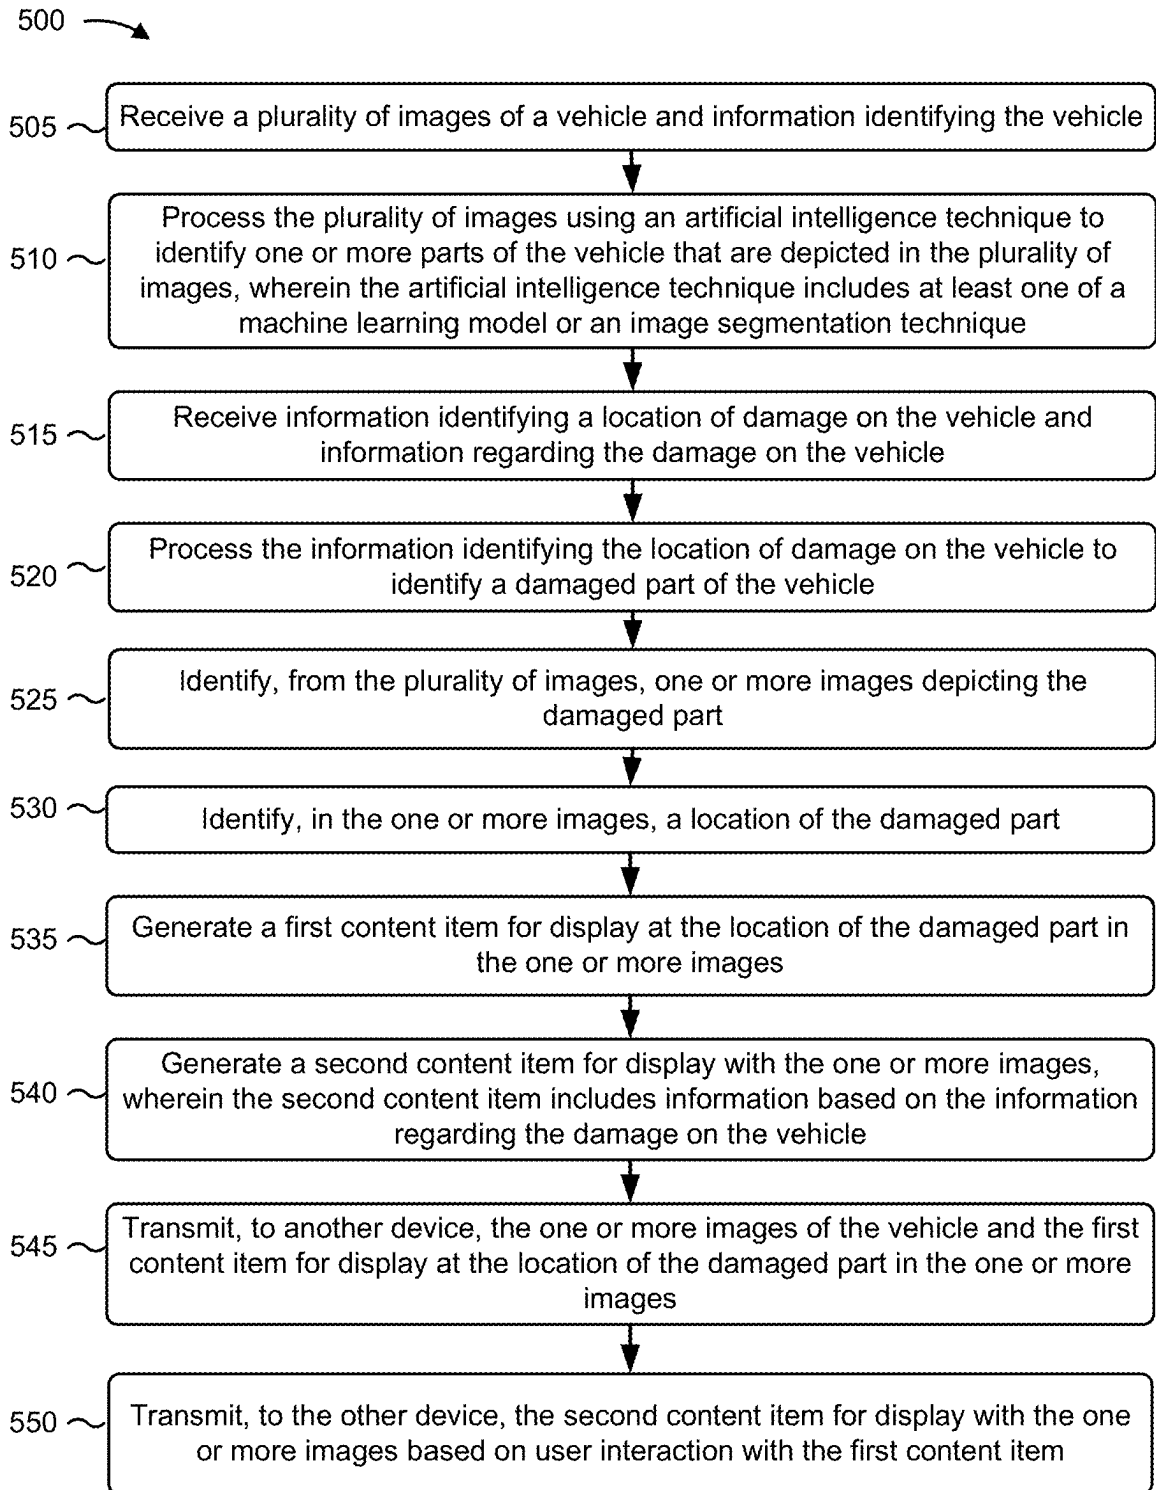 500
505
Receive a plurality of images of a vehicle and information identifying the vehicle
510
Process the plurality of images using an artificial intelligence technique to
identify one or more parts of the vehicle that are depicted in the plurality of
images, wherein the artificial intelligence technique includes at least one of a
machine learning model or an image segmentation technique
515
Receive information identifying a location of damage on the vehicle and
information regarding the damage on the vehicle
520
Process the information identifying the location of damage on the vehicle to
identify a damaged part of the vehicle
525
Identify, from the plurality of images, one or more images depicting the
damaged part
530
Identify, in the one or more images, a location of the damaged part
535
Generate a first content item for display at the location of the damaged part in
the one or more images
540
Generate a second content item for display with the one or more images,
wherein the second content item includes information based on the information
regarding the damage on the vehicle
545
Transmit, to another device, the one or more images of the vehicle and the first
content item for display at the location of the damaged part in the one or more
images
550
Transmit, to the other device, the second content item for display with the one
or more images based on user interaction with the first content item